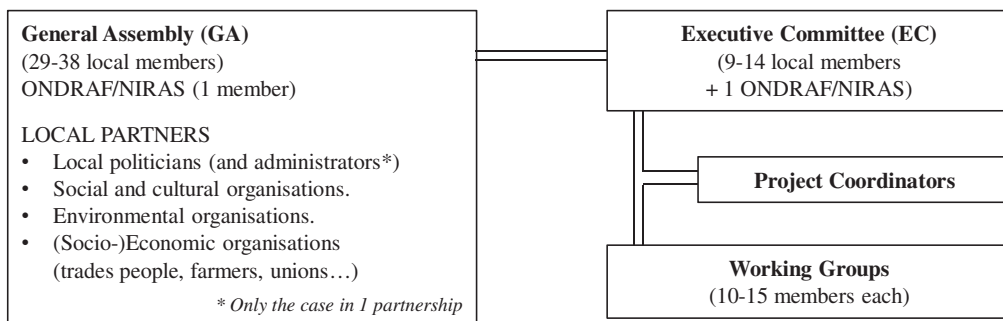 General Assembly (GA)
(29-38 local members)
ONDRAF/NIRAS (1 member)
LOCAL PARTNERS
• Local politicians (and administrators*)
• Social and cultural organisations.
• Environmental organisations.
• (Socio-)Economic organisations
(trades people, farmers, unions…)
* Only the case in 1 partnership
Executive Committee (EC)
(9-14 local members
+ 1 ONDRAF/NIRAS)
Project Coordinators
Working Groups
(10-15 members each)